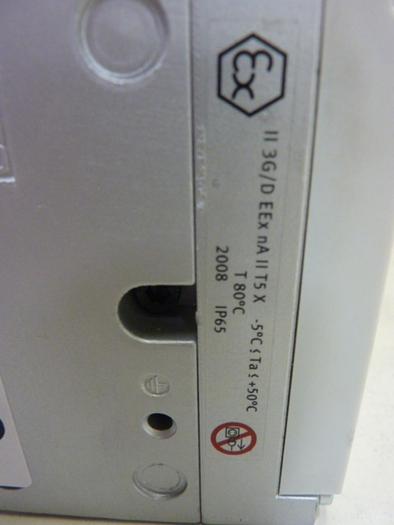 Ex
II 3G/D EEx nA II T5 X -5°C ≤ Ta ≤ +50°C
T 80°C
2008 IP65